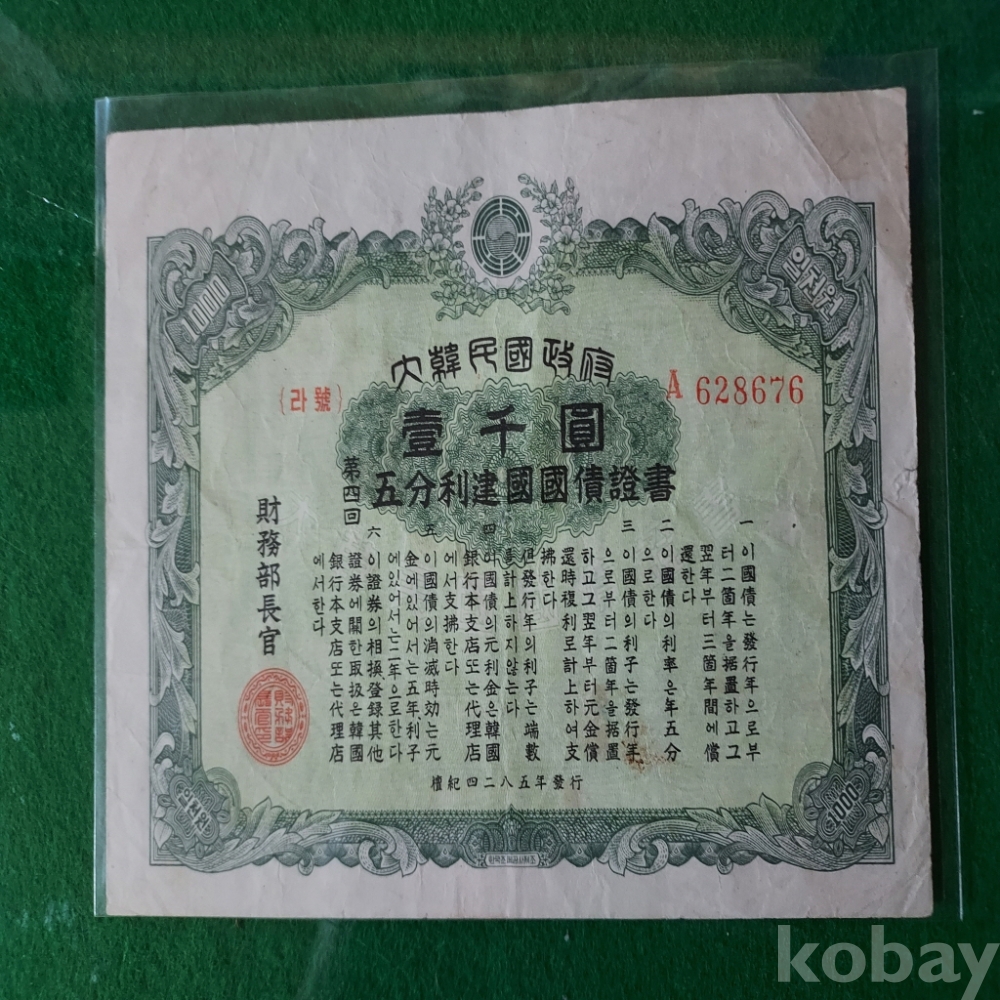 1000
일천원
大韓民國政府
(라號)
A 628676
壹千圓
五分利建國國債證書
第四回
一 이國債는發行年으로부
터二箇年을据置하고그
翌年부터三箇年間에償
還한다
二 이國債의利率은年五分
으로한다
三 이國債의利子는發行年
으로부터二箇年을据置
하고그翌年부터元金償
還時複利로計上하여支
拂한다
但發行年의利子는端數
를計上하지않는다
四 이國債의元利金은韓國
銀行本支店또는代理店
에서支拂한다
五 이國債의消滅時効는元
金에있어서는五年利子
에있어서는二年으로한다
六 이證券의相換登錄其他
證券에關한取扱은韓國
銀行本支店또는代理店
에서한다
財務部長官
檀紀四二八五年發行
일천원
1000
kobay